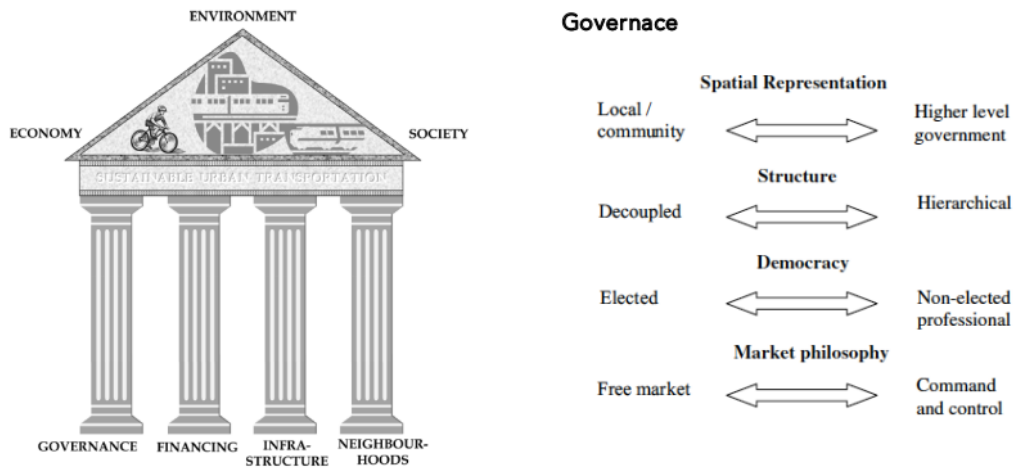 ENVIRONMENT
ECONOMY
SOCIETY
SUSTAINABLE URBAN TRANSPORTATION
GOVERNANCE
FINANCING
INFRA-
STRUCTURE
NEIGHBOUR-
HOODS
Governace
Spatial Representation
Local /
community
Higher level
government
Structure
Decoupled
Hierarchical
Democracy
Elected
Non-elected
professional
Market philosophy
Free market
Command
and control